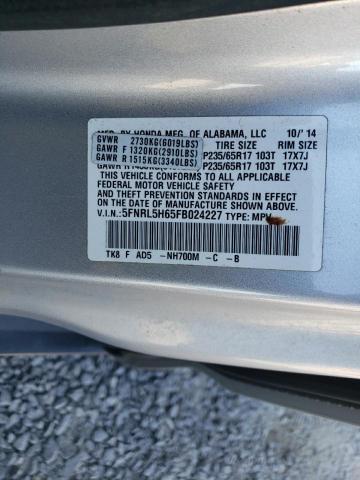 MFD. BY HONDA MFG. OF ALABAMA, LLC 10/'14
TIRE SIZE RIM SIZE
GVWR 2730KG(6019LBS)
GAWR F 1320KG(2910LBS) P235/65R17 103T 17X7J
GAWR R 1515KG(3340LBS) P235/65R17 103T 17X7J
THIS VEHICLE CONFORMS TO ALL APPLICABLE
FEDERAL MOTOR VEHICLE SAFETY, BUMPER,
AND THEFT PREVENTION STANDARDS IN EFFECT
ON THE DATE OF MANUFACTURE SHOWN ABOVE.
V.I.N.:5FNRL5H65FB024227 TYPE: MPV
TK8 F AD5 -NH700M -C -B